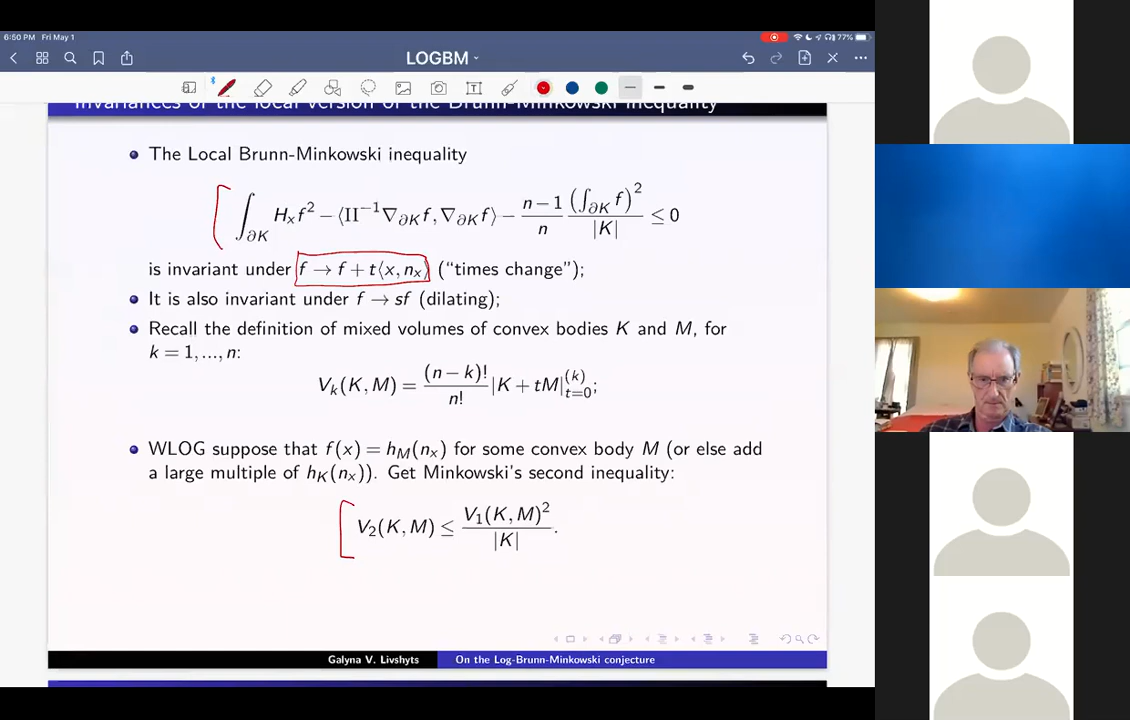 6:50 PM Fri May 1
77%
LOGBM
Invariances of the local version of the Brunn-Minkowski inequality
The Local Brunn-Minkowski inequality
∫_{∂K} H_x f² − ⟨II⁻¹∇_{∂K} f, ∇_{∂K} f⟩ − (n−1)/n (∫_{∂K} f)²/|K| ≤ 0
is invariant under f → f + t⟨x, n_x⟩ ("times change");
It is also invariant under f → sf (dilating);
Recall the definition of mixed volumes of convex bodies K and M, for
k = 1, ..., n:
V_k(K, M) = (n − k)!/n! |K + tM|^{(k)}_{t=0};
WLOG suppose that f(x) = h_M(n_x) for some convex body M (or else add
a large multiple of h_K(n_x)). Get Minkowski's second inequality:
V_2(K, M) ≤ V_1(K, M)²/|K|.
Galyna V. Livshyts On the Log-Brunn-Minkowski conjecture